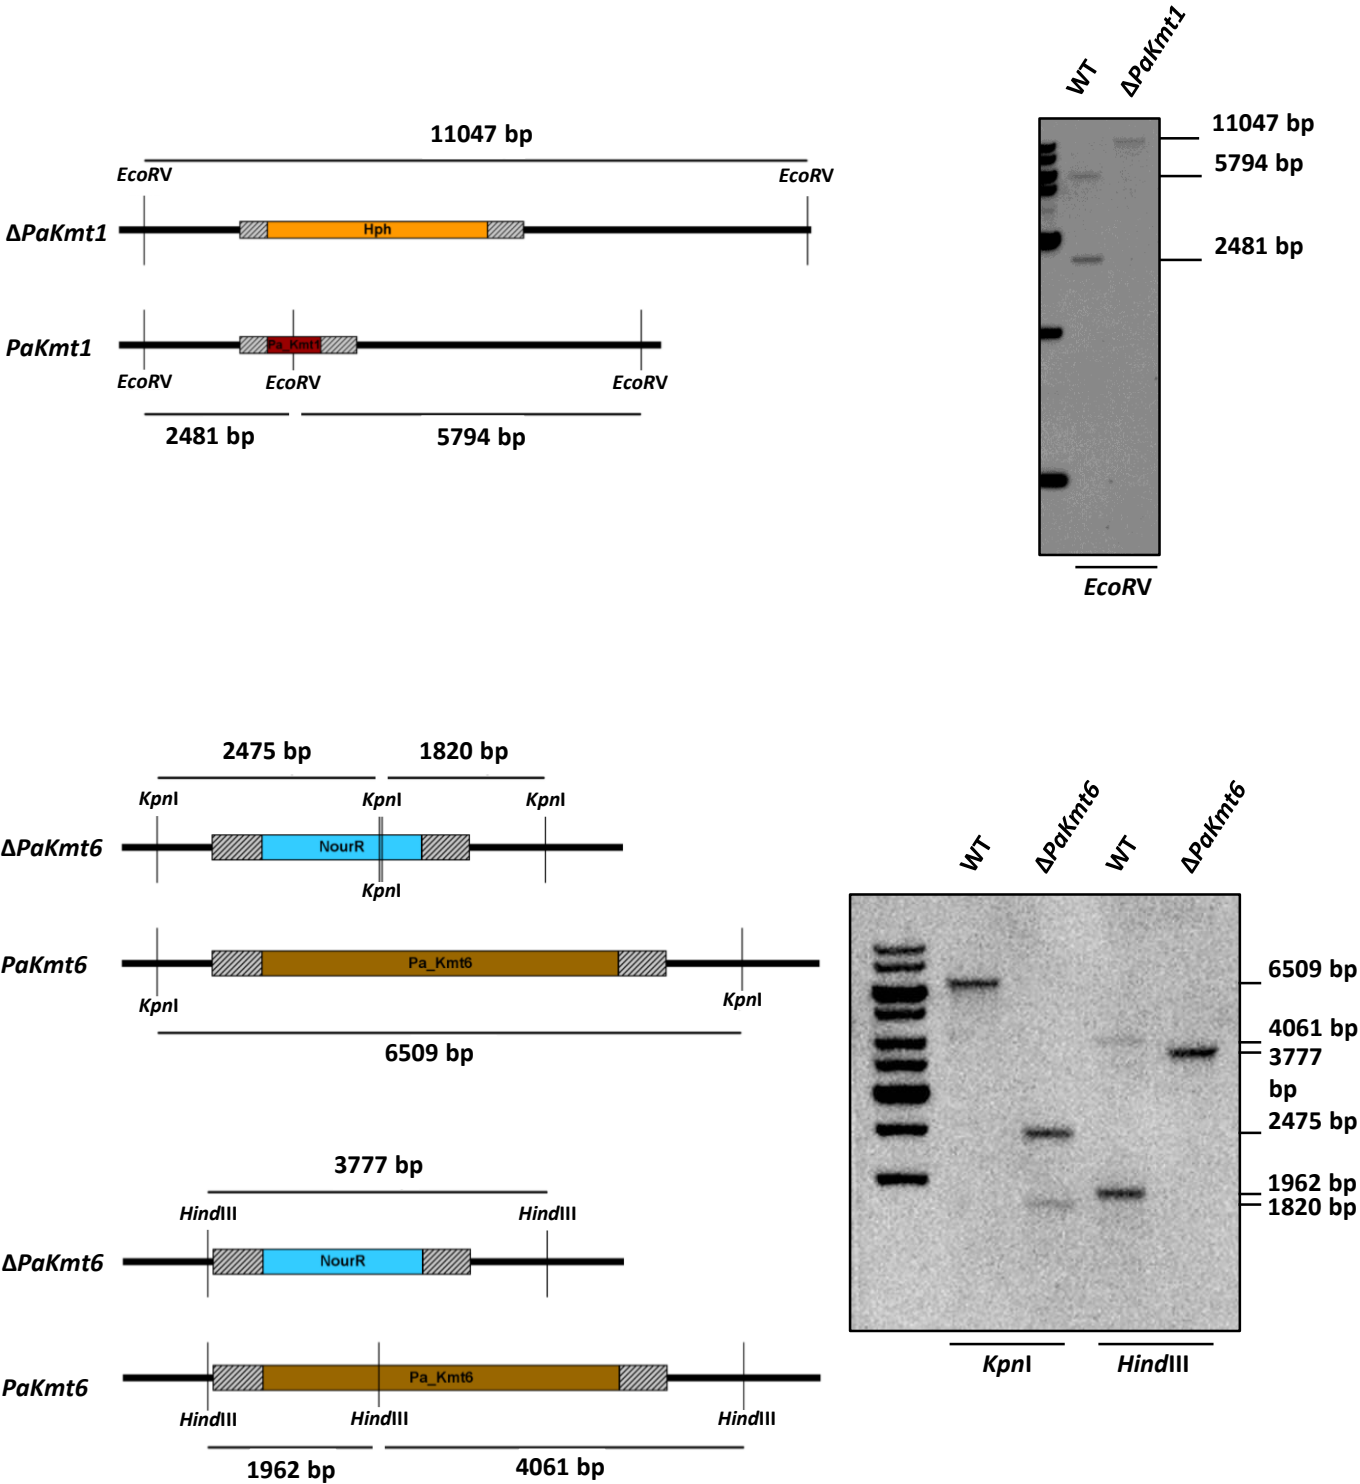 WT
ΔPaKmt1
11047 bp
EcoRV
EcoRV
ΔPaKmt1
Hph
PaKmt1
Pa_Kmt1
EcoRV
EcoRV
EcoRV
2481 bp
5794 bp
11047 bp
5794 bp
2481 bp
EcoRV
2475 bp
1820 bp
KpnI
KpnI
KpnI
ΔPaKmt6
NourR
KpnI
PaKmt6
Pa_Kmt6
KpnI
KpnI
6509 bp
3777 bp
HindIII
HindIII
ΔPaKmt6
NourR
PaKmt6
Pa_Kmt6
HindIII
HindIII
HindIII
1962 bp
4061 bp
WT
ΔPaKmt6
WT
ΔPaKmt6
6509 bp
4061 bp
3777
bp
2475 bp
1962 bp
1820 bp
KpnI
HindIII